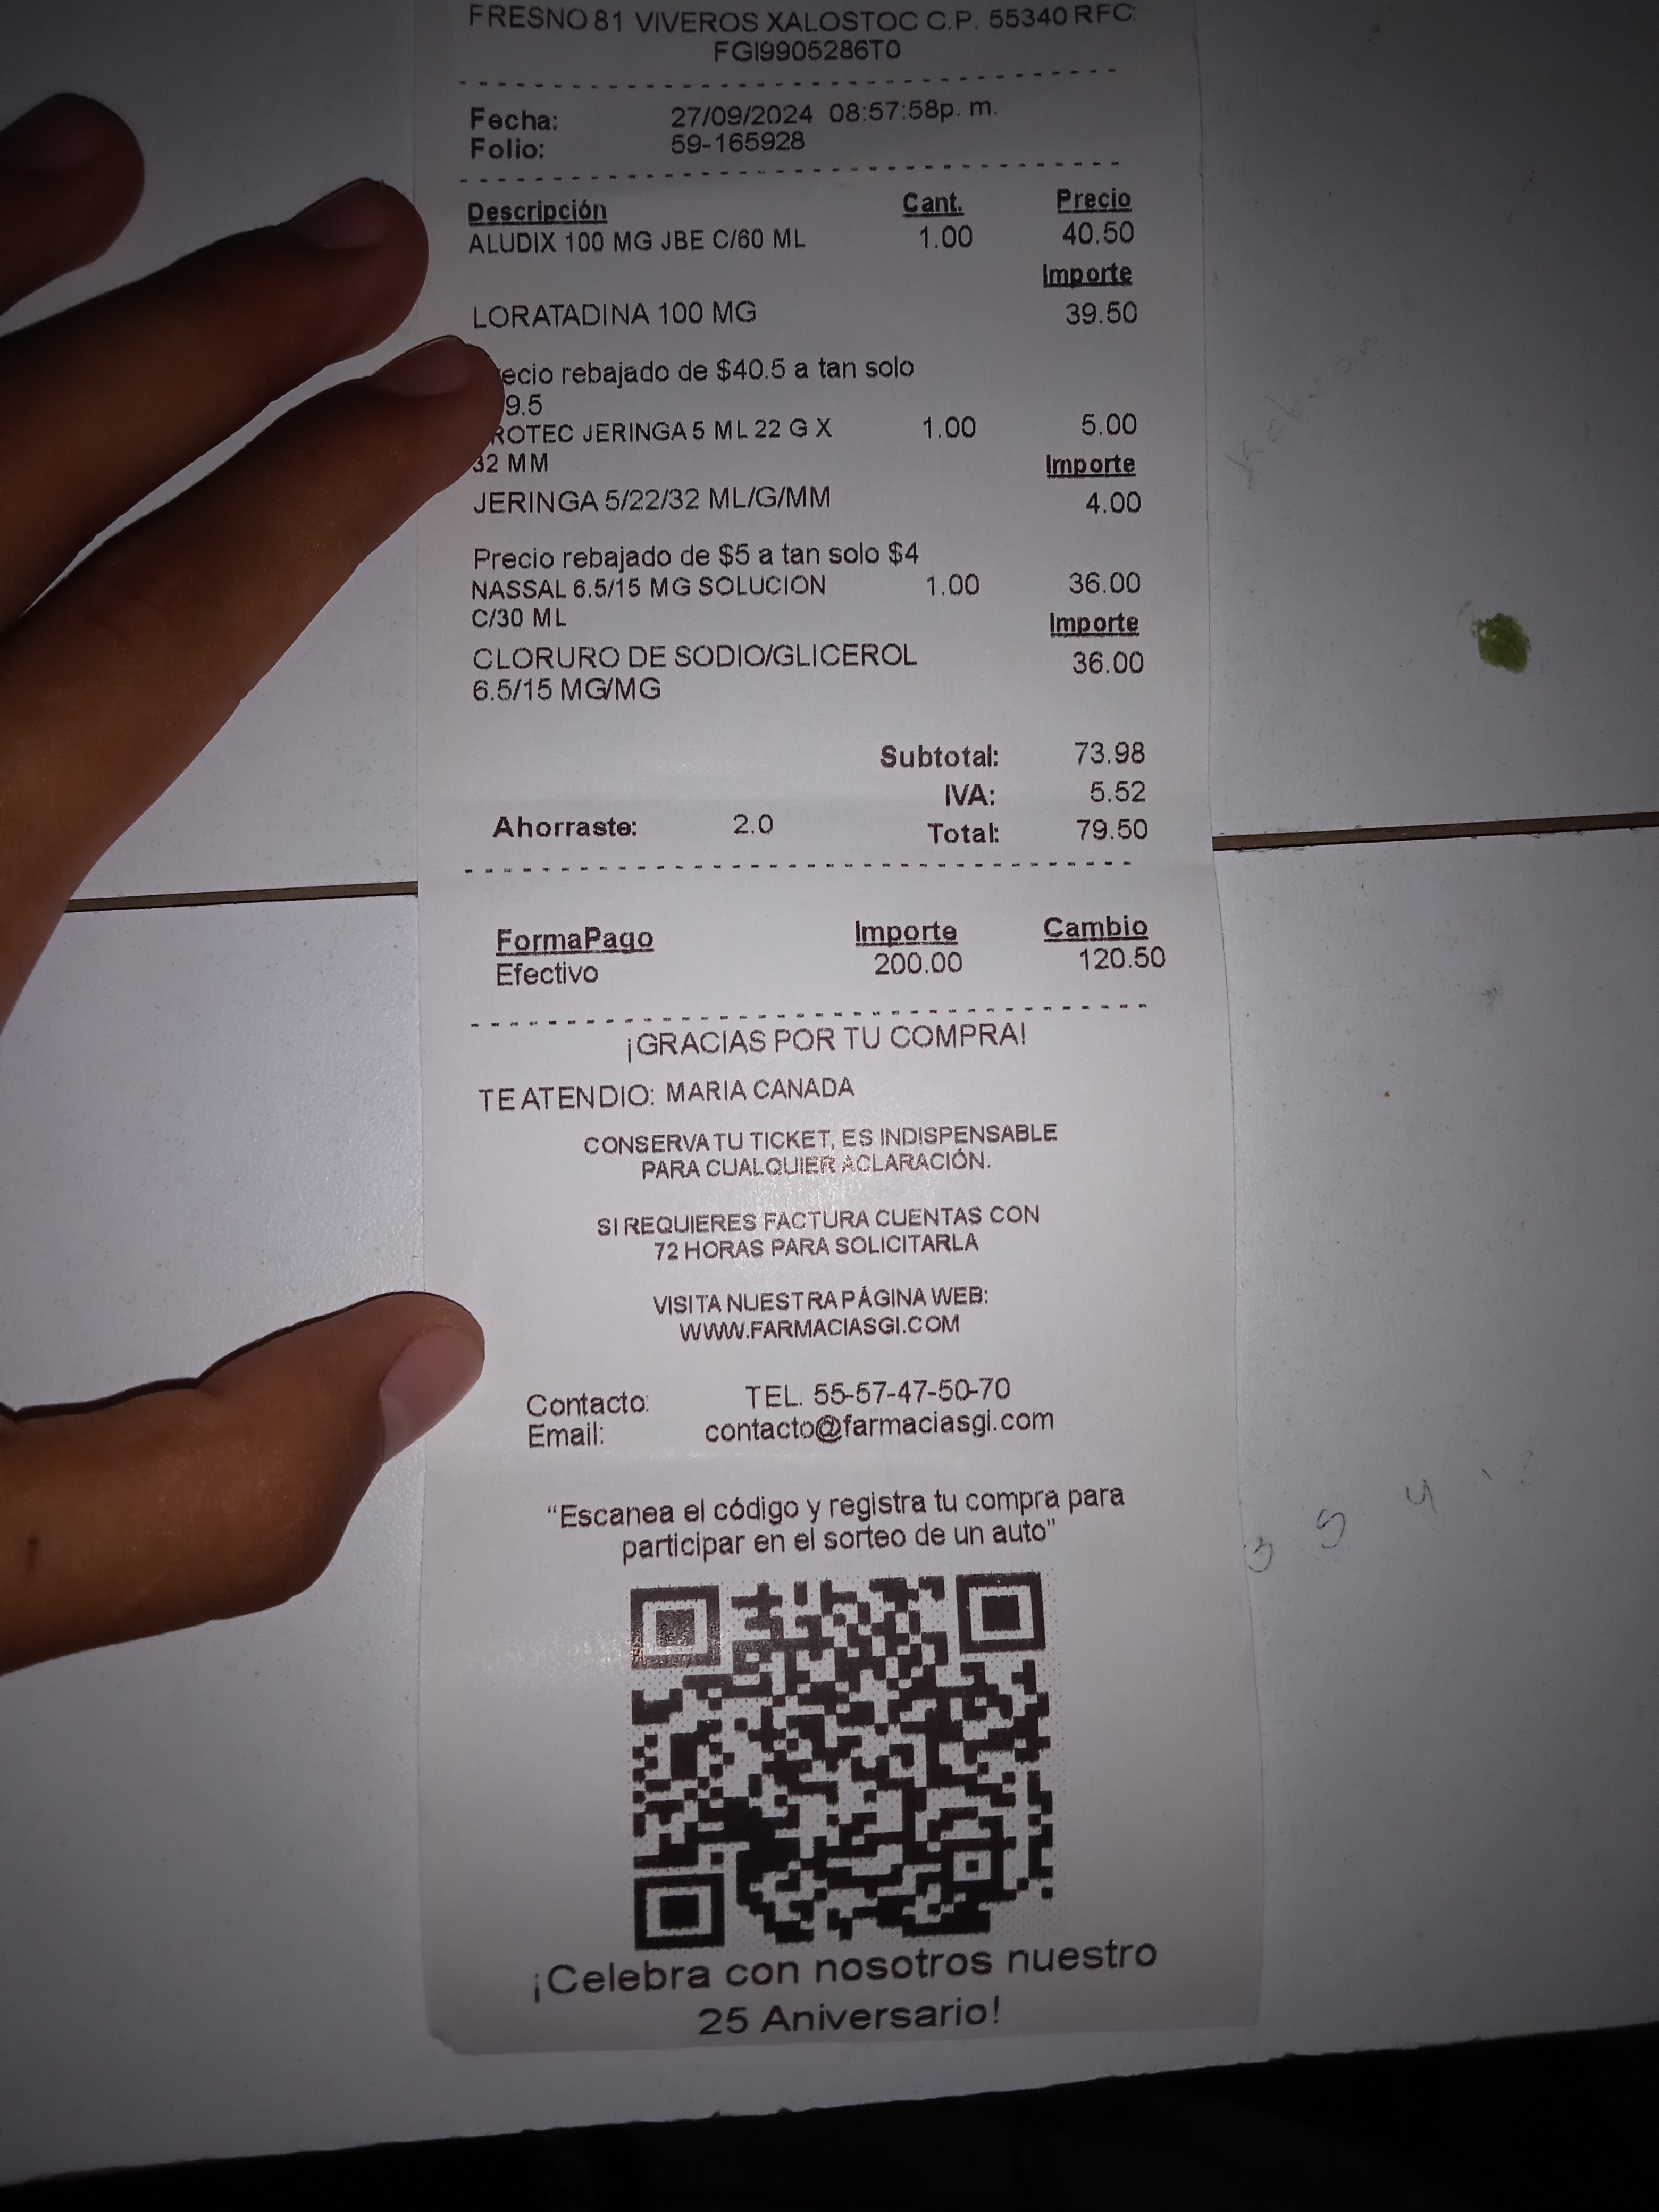 FRESNO 81 VIVEROS XALOSTOC C.P. 55340 RFC:
FGI9905286T0
Fecha: 27/09/2024 08:57:58p. m.
Folio: 59-165928
Descripción Cant. Precio
ALUDIX 100 MG JBE C/60 ML 1.00 40.50
Importe
LORATADINA 100 MG 39.50
ecio rebajado de $40.5 a tan solo
9.5
ROTEC JERINGA 5 ML 22 G X 1.00 5.00
32 MM Importe
JERINGA 5/22/32 ML/G/MM 4.00
Precio rebajado de $5 a tan solo $4
NASSAL 6.5/15 MG SOLUCION 1.00 36.00
C/30 ML Importe
CLORURO DE SODIO/GLICEROL 36.00
6.5/15 MG/MG
Subtotal: 73.98
IVA: 5.52
Ahorraste: 2.0 Total: 79.50
FormaPago Importe Cambio
Efectivo 200.00 120.50
¡GRACIAS POR TU COMPRA!
TE ATENDIO: MARIA CANADA
CONSERVA TU TICKET, ES INDISPENSABLE
PARA CUALQUIER ACLARACIÓN.
SI REQUIERES FACTURA CUENTAS CON
72 HORAS PARA SOLICITARLA
VISITA NUESTRA PÁGINA WEB:
WWW.FARMACIASGI.COM
Contacto: TEL. 55-57-47-50-70
Email: contacto@farmaciasgi.com
"Escanea el código y registra tu compra para
participar en el sorteo de un auto"
¡Celebra con nosotros nuestro
25 Aniversario!
3 5 4